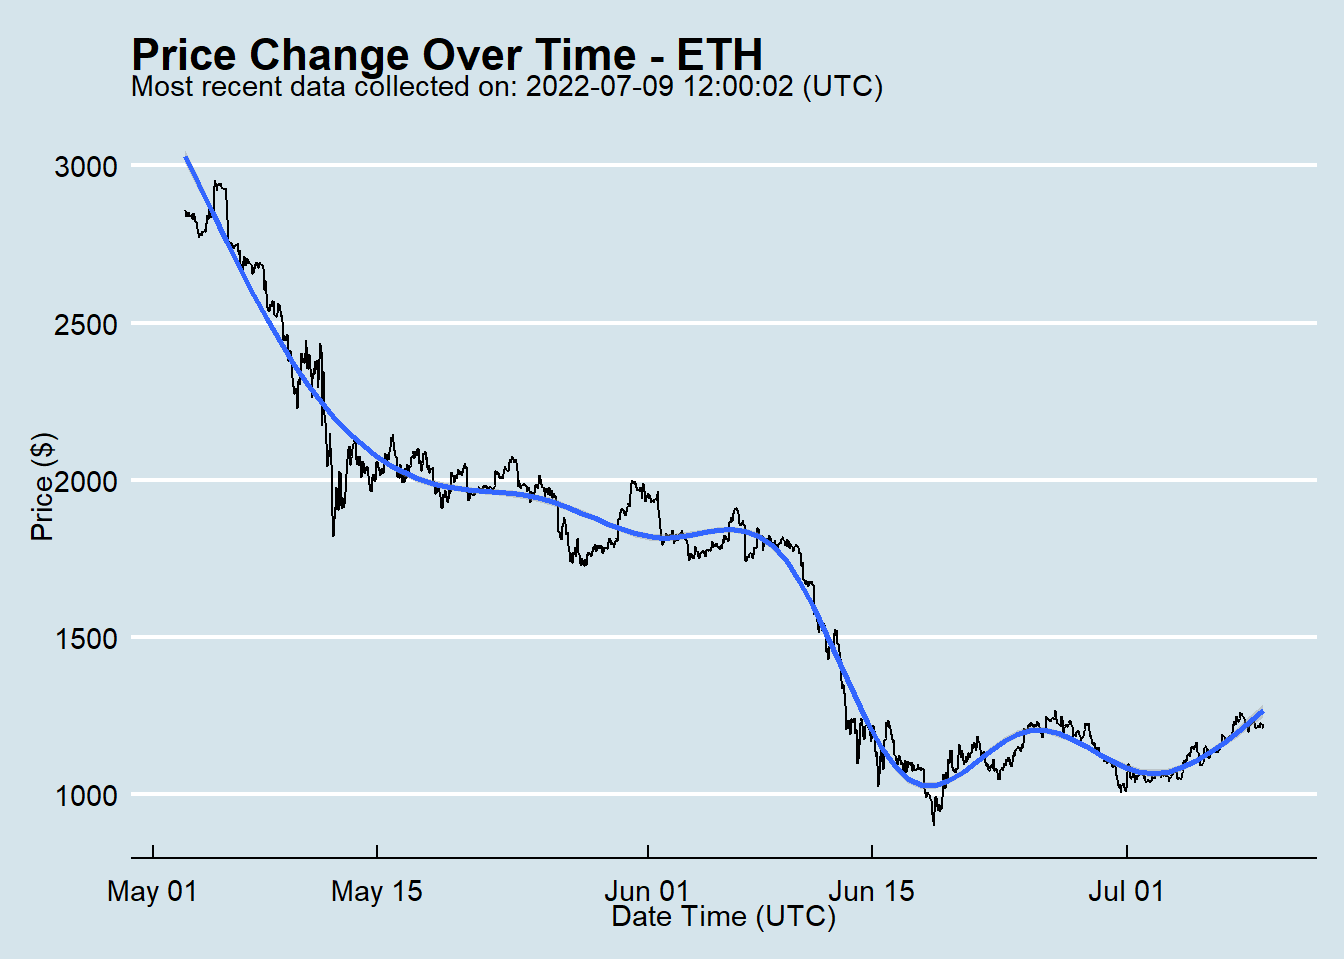 Price Change Over Time - ETH
Most recent data collected on: 2022-07-09 12:00:02 (UTC)
3000
2500
2000
1500
1000
Price ($)
May 01
May 15
Jun 01
Jun 15
Jul 01
Date Time (UTC)